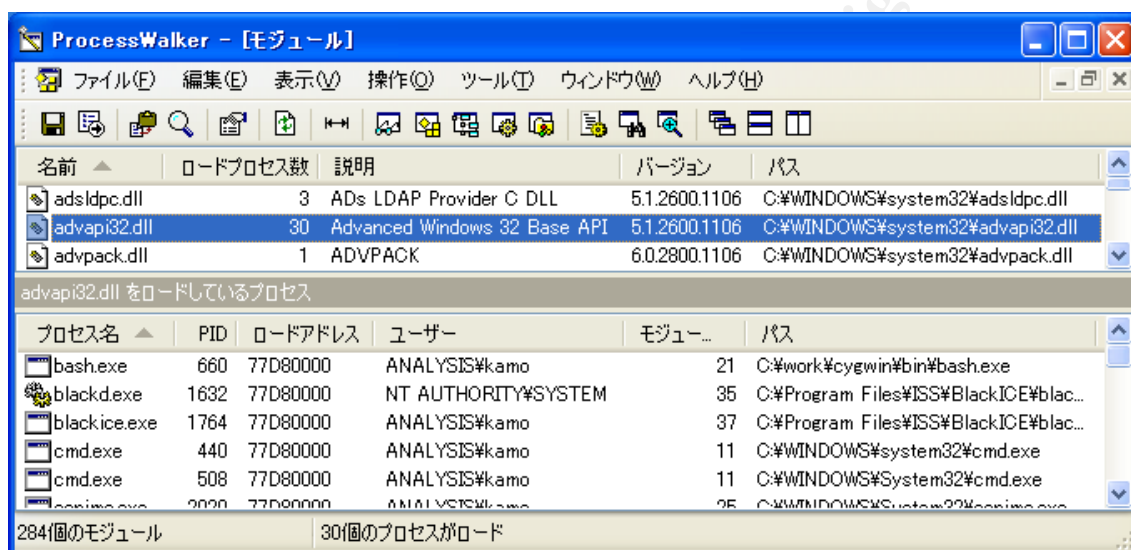 ProcessWalker - [モジュール]
ファイル(F) 編集(E) 表示(V) 操作(O) ツール(T) ウィンドウ(W) ヘルプ(H)
名前 ロードプロセス数 説明 バージョン パス
adsldpc.dll 3 ADs LDAP Provider C DLL 5.1.2600.1106 C:¥WINDOWS¥system32¥adsldpc.dll
advapi32.dll 30 Advanced Windows 32 Base API 5.1.2600.1106 C:¥WINDOWS¥system32¥advapi32.dll
advpack.dll 1 ADVPACK 6.0.2800.1106 C:¥WINDOWS¥system32¥advpack.dll
advapi32.dll をロードしているプロセス
プロセス名 PID ロードアドレス ユーザー モジュー... パス
bash.exe 660 77D80000 ANALYSIS¥kamo 21 C:¥work¥cygwin¥bin¥bash.exe
blackd.exe 1632 77D80000 NT AUTHORITY¥SYSTEM 35 C:¥Program Files¥ISS¥BlackICE¥blac...
blackice.exe 1764 77D80000 ANALYSIS¥kamo 37 C:¥Program Files¥ISS¥BlackICE¥blac...
cmd.exe 440 77D80000 ANALYSIS¥kamo 11 C:¥WINDOWS¥system32¥cmd.exe
cmd.exe 508 77D80000 ANALYSIS¥kamo 11 C:¥WINDOWS¥System32¥cmd.exe
2020 77D80000 ANALYSIS¥kamo 25
284個のモジュール 30個のプロセスがロード